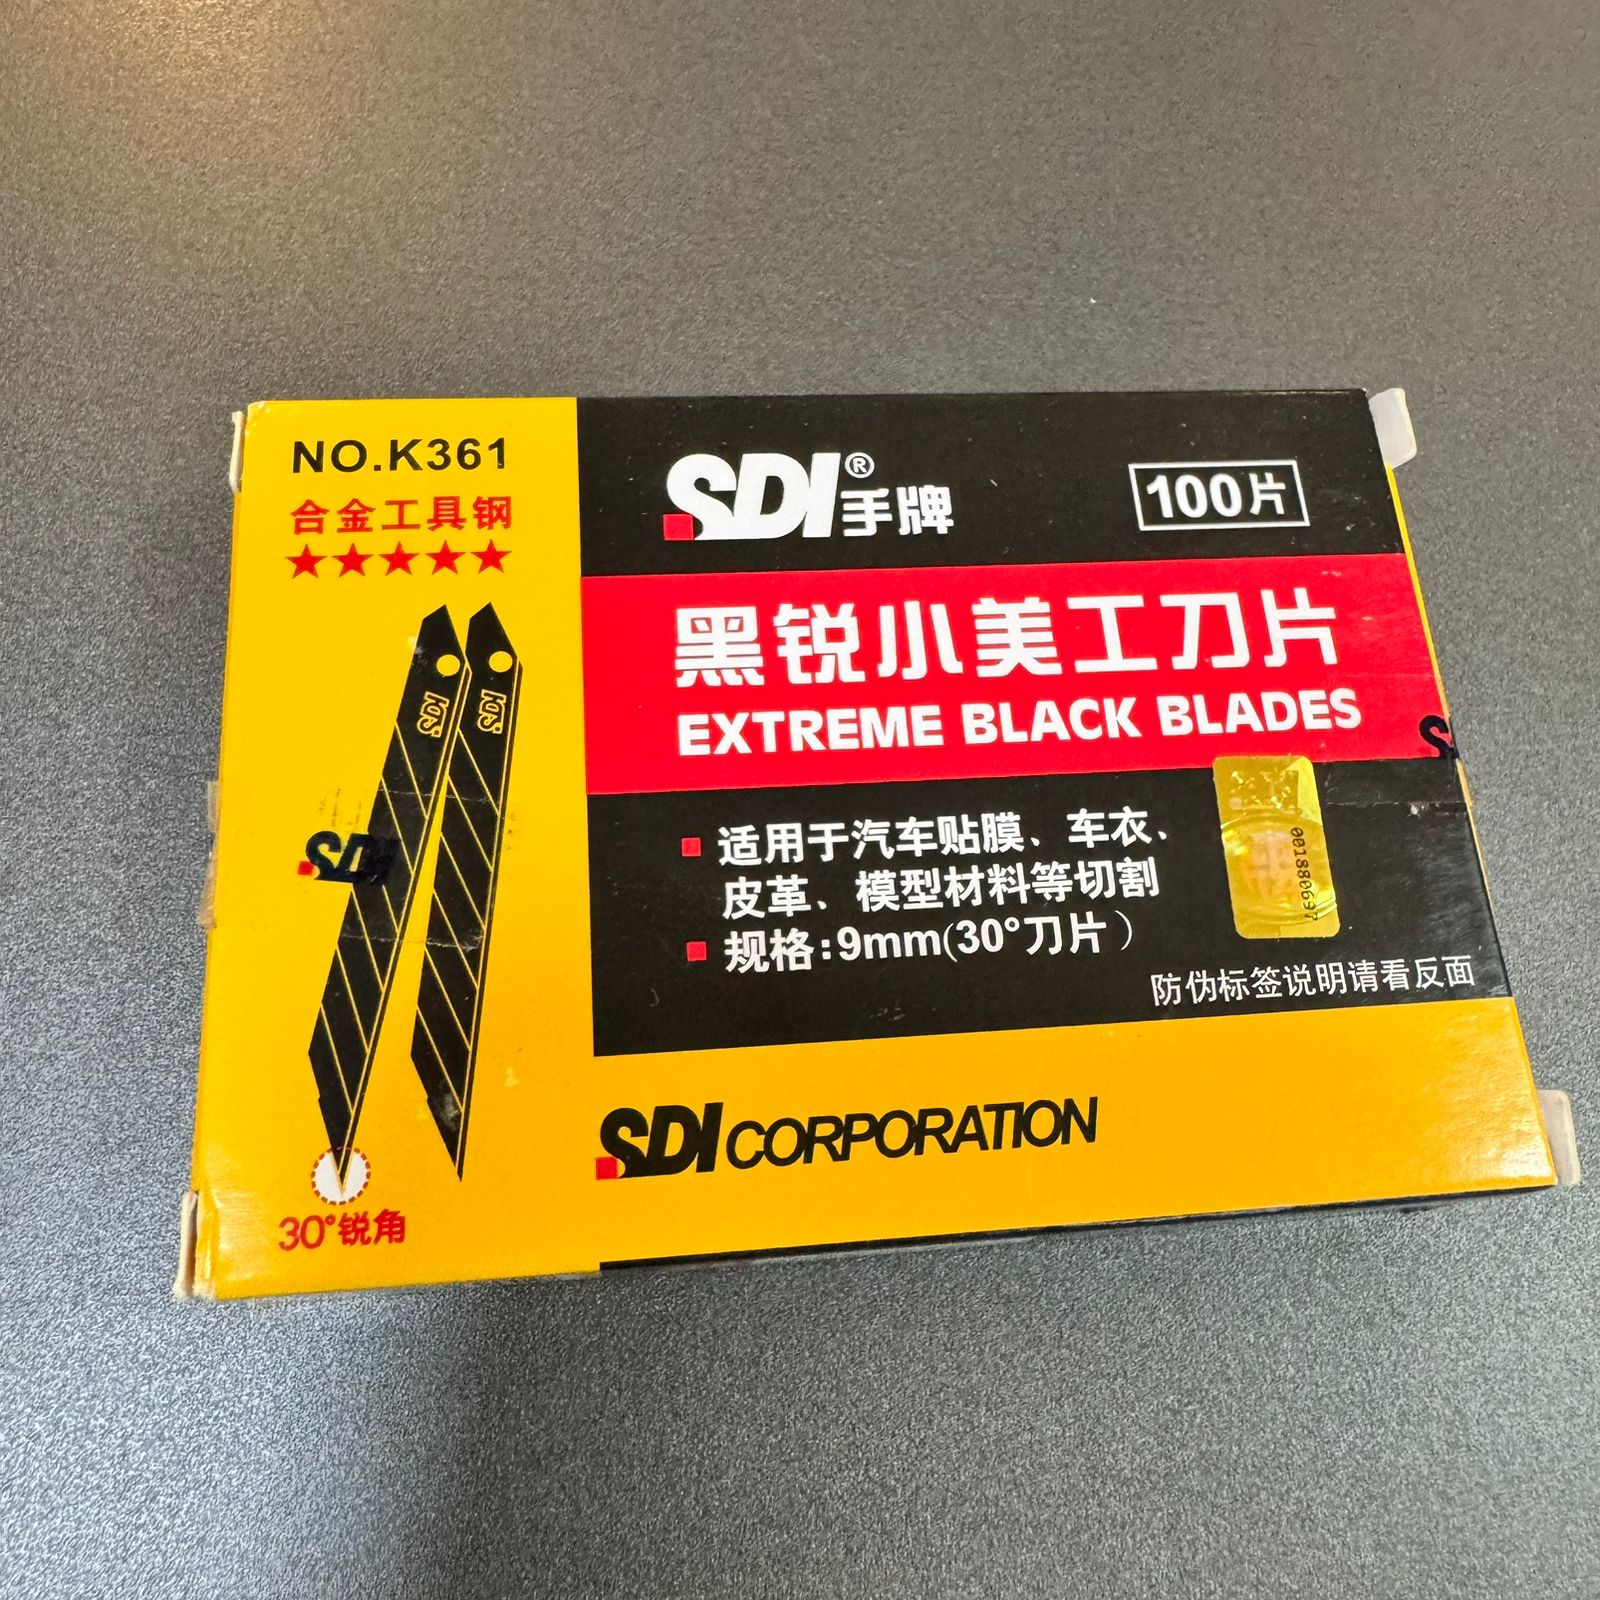 NO.K361
合金工具钢
★★★★★
SDI®手牌
100片
黑锐小美工刀片
EXTREME BLACK BLADES
适用于汽车贴膜、车衣、
皮革、模型材料等切割
规格:9mm(30°刀片)
防伪标签说明请看反面
SDI CORPORATION
30°锐角
SDI